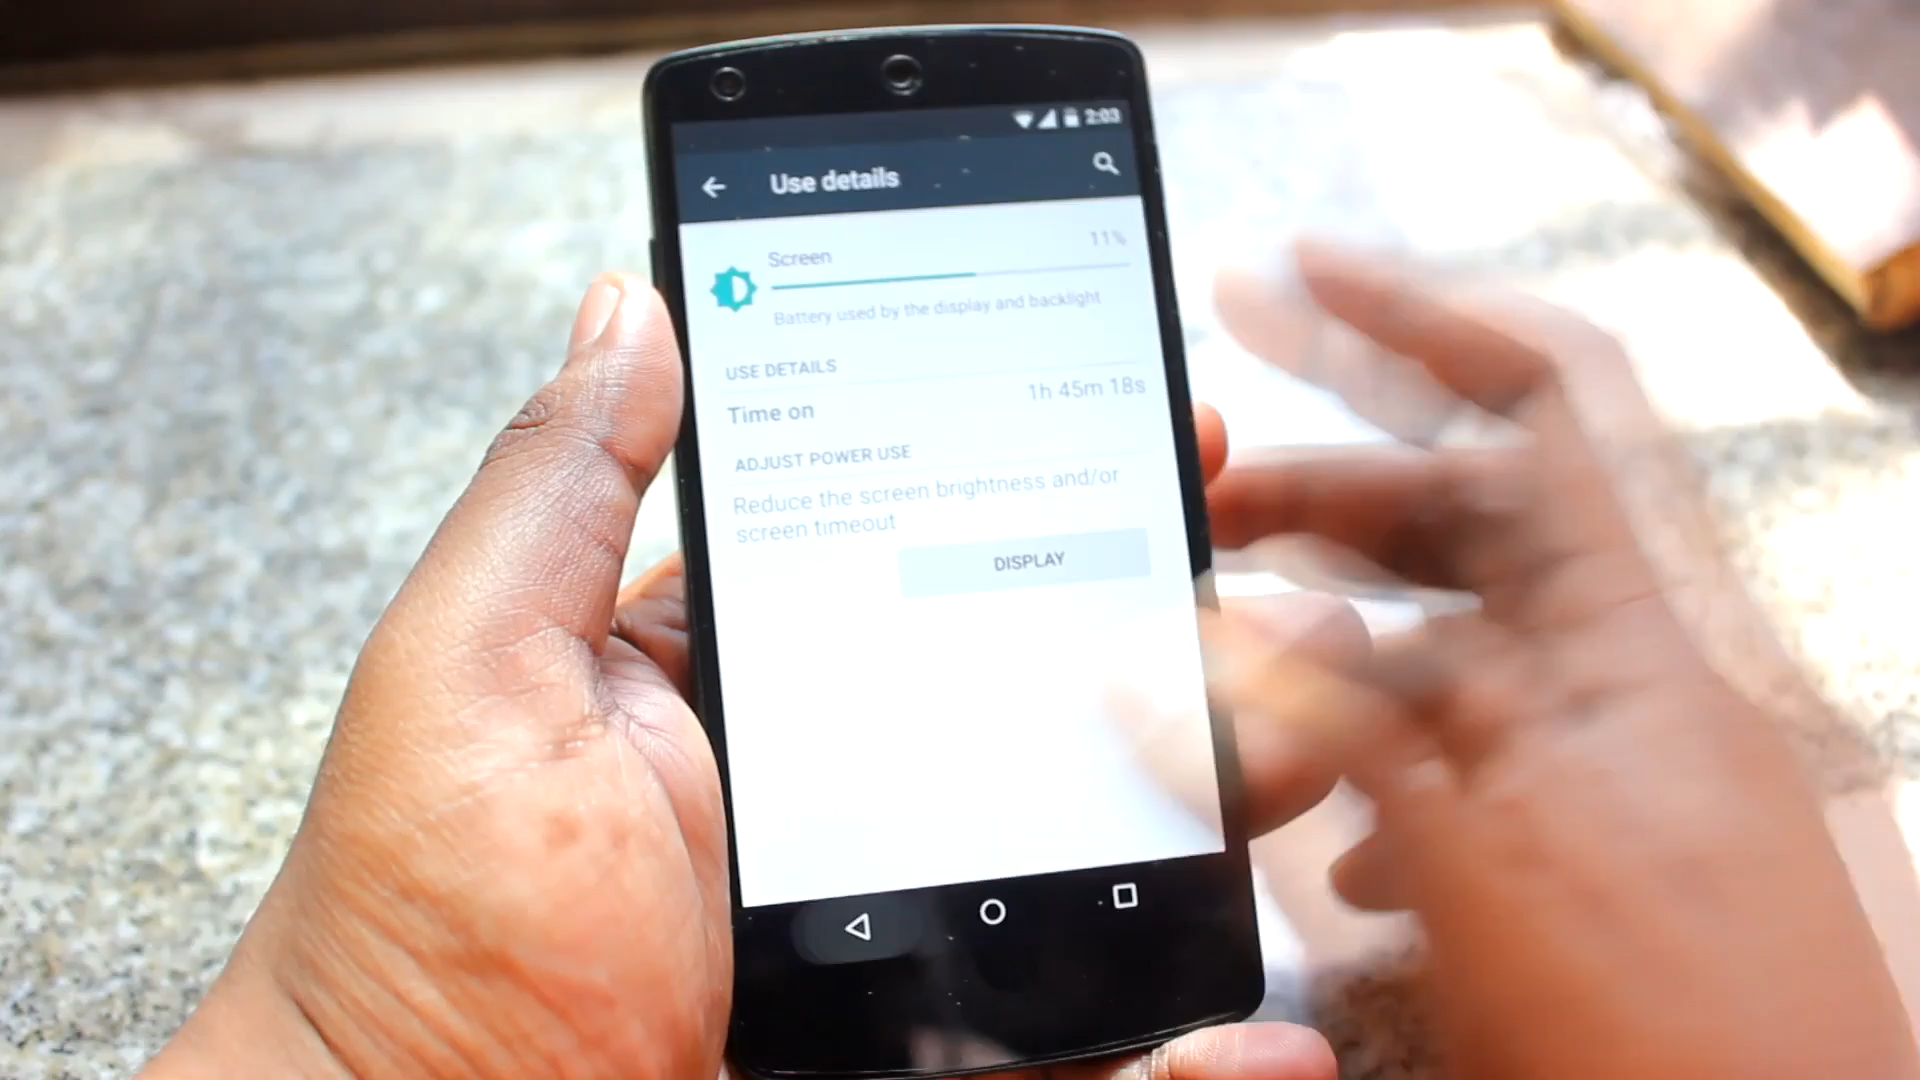 2:03
Use details
Screen 11%
Battery used by the display and backlight
USE DETAILS
Time on 1h 45m 18s
ADJUST POWER USE
Reduce the screen brightness and/or
screen timeout
DISPLAY